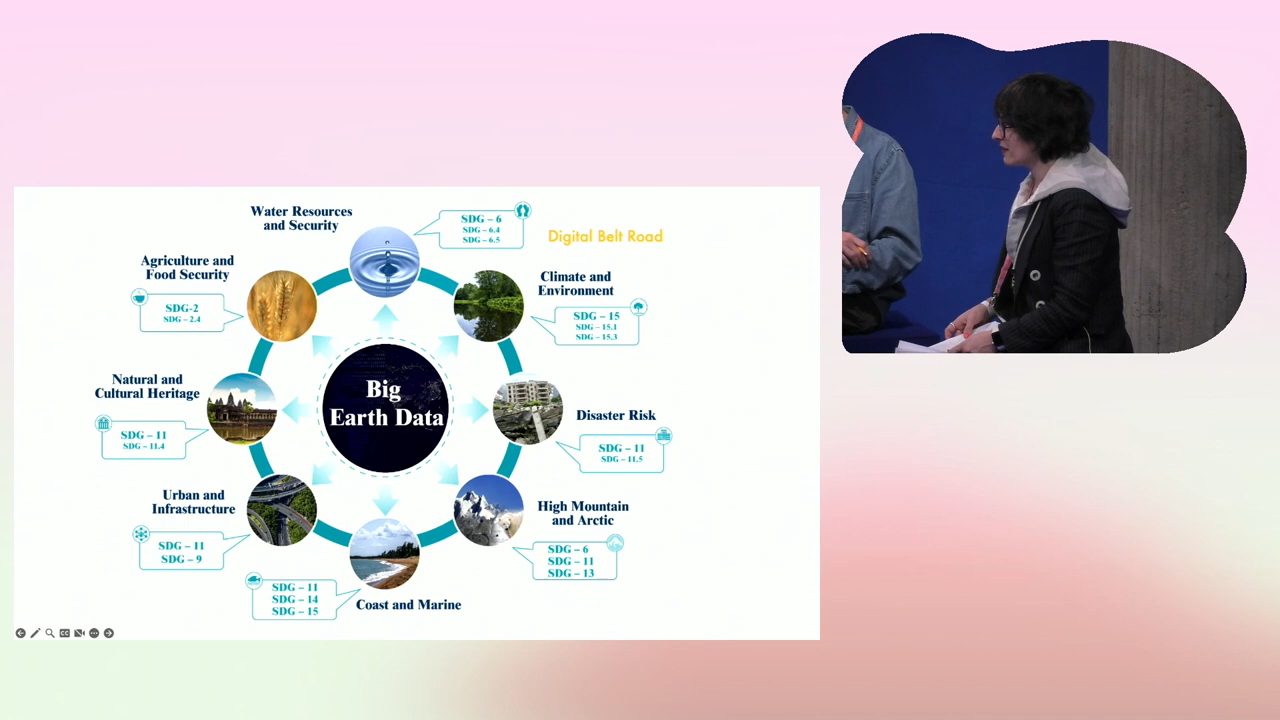 Water Resources
and Security
SDG – 6
SDG – 6.4
SDG – 6.5
Digital Belt Road
Agriculture and
Food Security
SDG-2
SDG – 2.4
Climate and
Environment
SDG – 15
SDG – 15.1
SDG – 15.3
Natural and
Cultural Heritage
SDG – 11
SDG – 11.4
Big
Earth Data
Disaster Risk
SDG – 11
SDG – 11.5
Urban and
Infrastructure
SDG – 11
SDG – 9
High Mountain
and Arctic
SDG – 6
SDG – 11
SDG – 13
SDG – 11
SDG – 14
SDG – 15
Coast and Marine